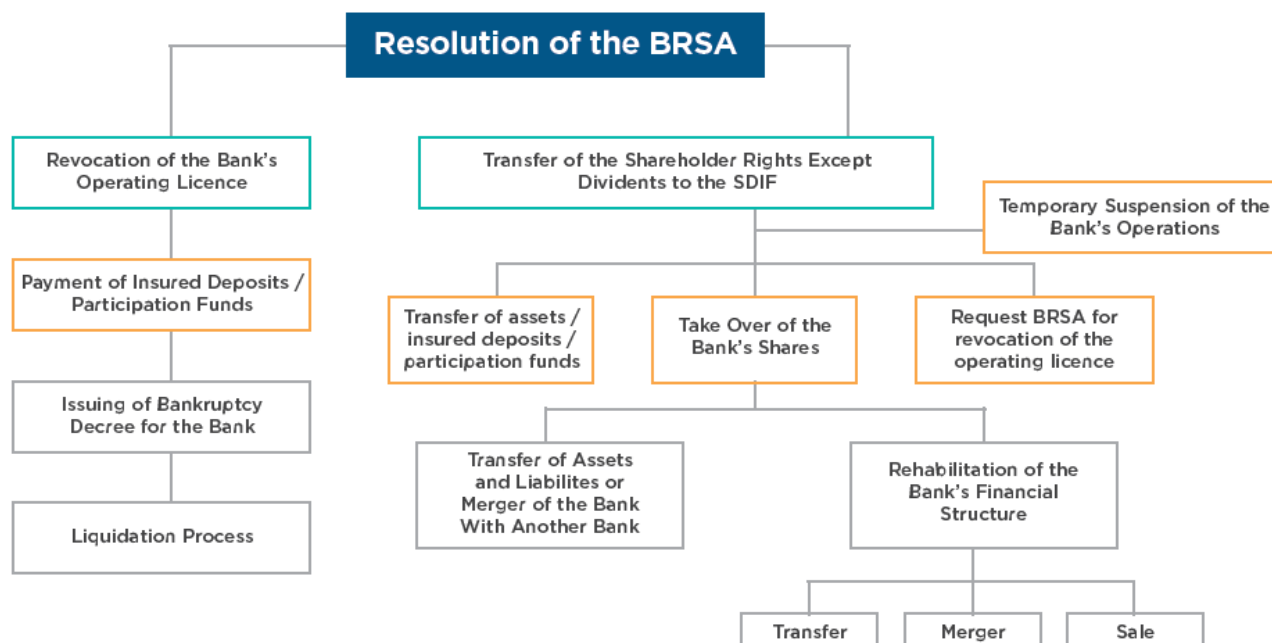 Resolution of the BRSA
Revocation of the Bank's
Operating Licence
Transfer of the Shareholder Rights Except
Dividents to the SDIF
Temporary Suspension of the
Bank's Operations
Payment of Insured Deposits /
Participation Funds
Transfer of assets /
insured deposits /
participation funds
Take Over of the
Bank's Shares
Request BRSA for
revocation of the
operating licence
Issuing of Bankruptcy
Decree for the Bank
Transfer of Assets
and Liabilites or
Merger of the Bank
With Another Bank
Rehabilitation of the
Bank's Financial
Structure
Liquidation Process
Transfer
Merger
Sale